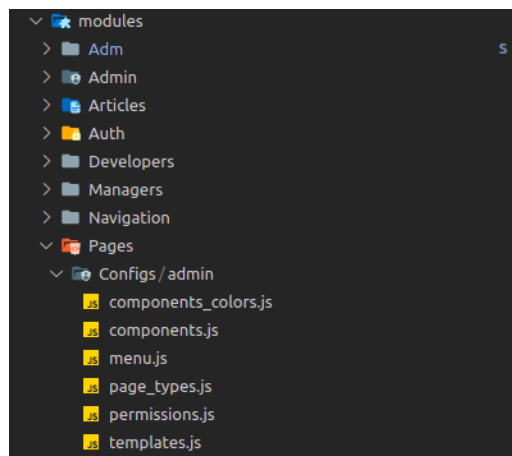 modules
Adm S
Admin
Articles
Auth
Developers
Managers
Navigation
Pages
Configs / admin
JS components_colors.js
JS components.js
JS menu.js
JS page_types.js
JS permissions.js
JS templates.js